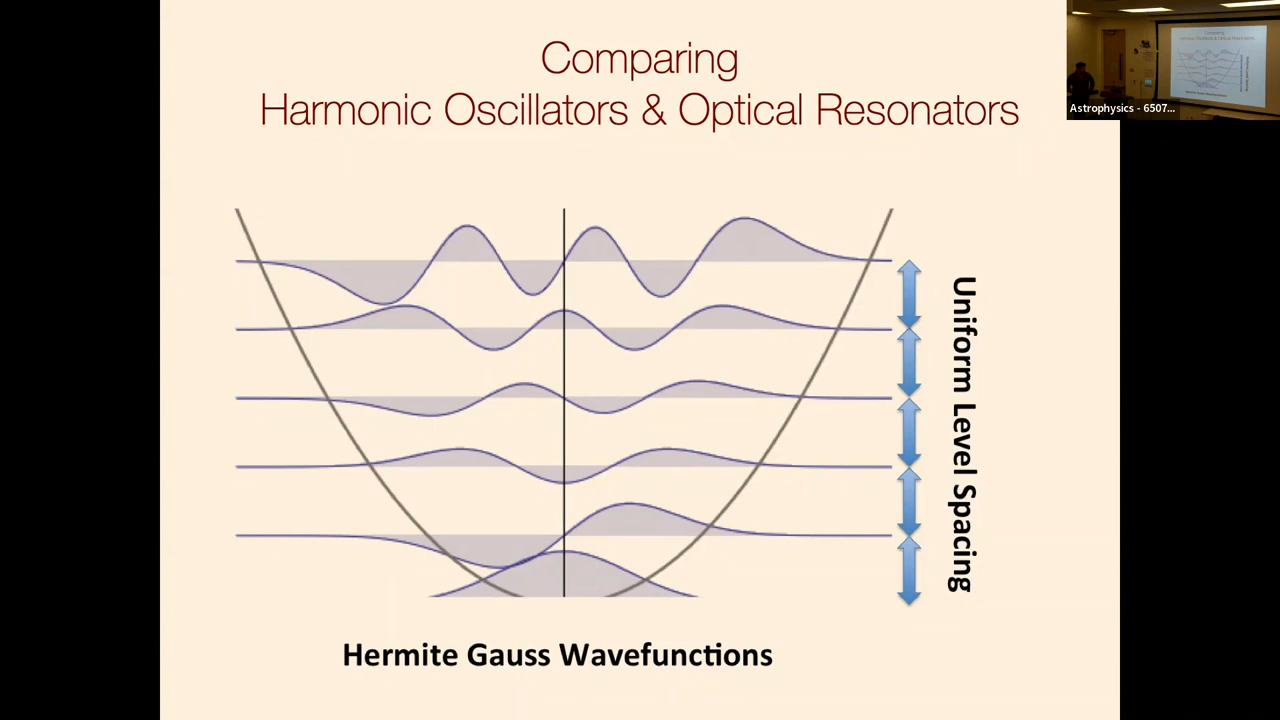 Comparing
Harmonic Oscillators & Optical Resonators
Astrophysics - 6507...
Uniform Level Spacing
Hermite Gauss Wavefunctions